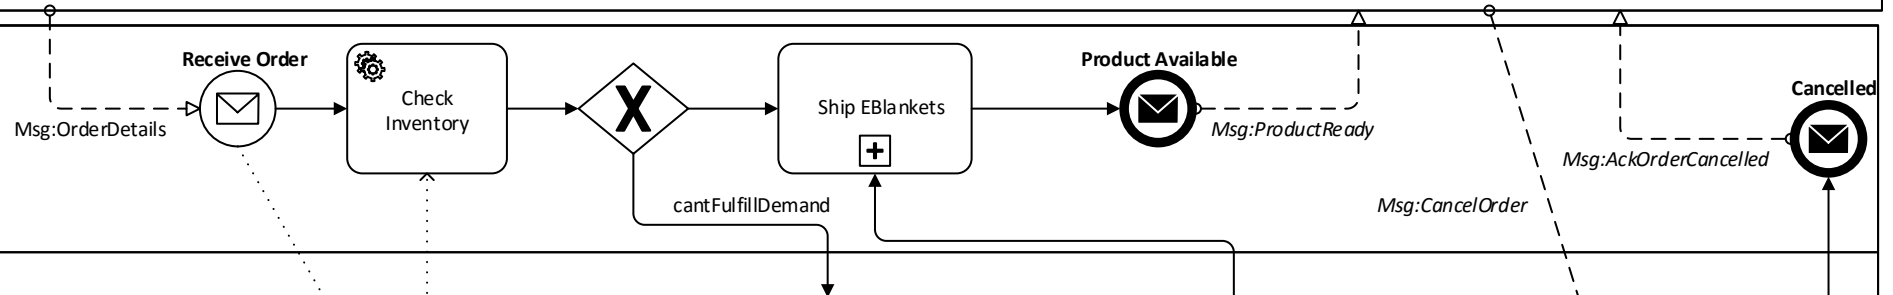 Receive Order
Product Available
Cancelled
Check
Inventory
X
Ship EBlankets
Msg:OrderDetails
Msg:ProductReady
Msg:AckOrderCancelled
cantFulfillDemand
Msg:CancelOrder